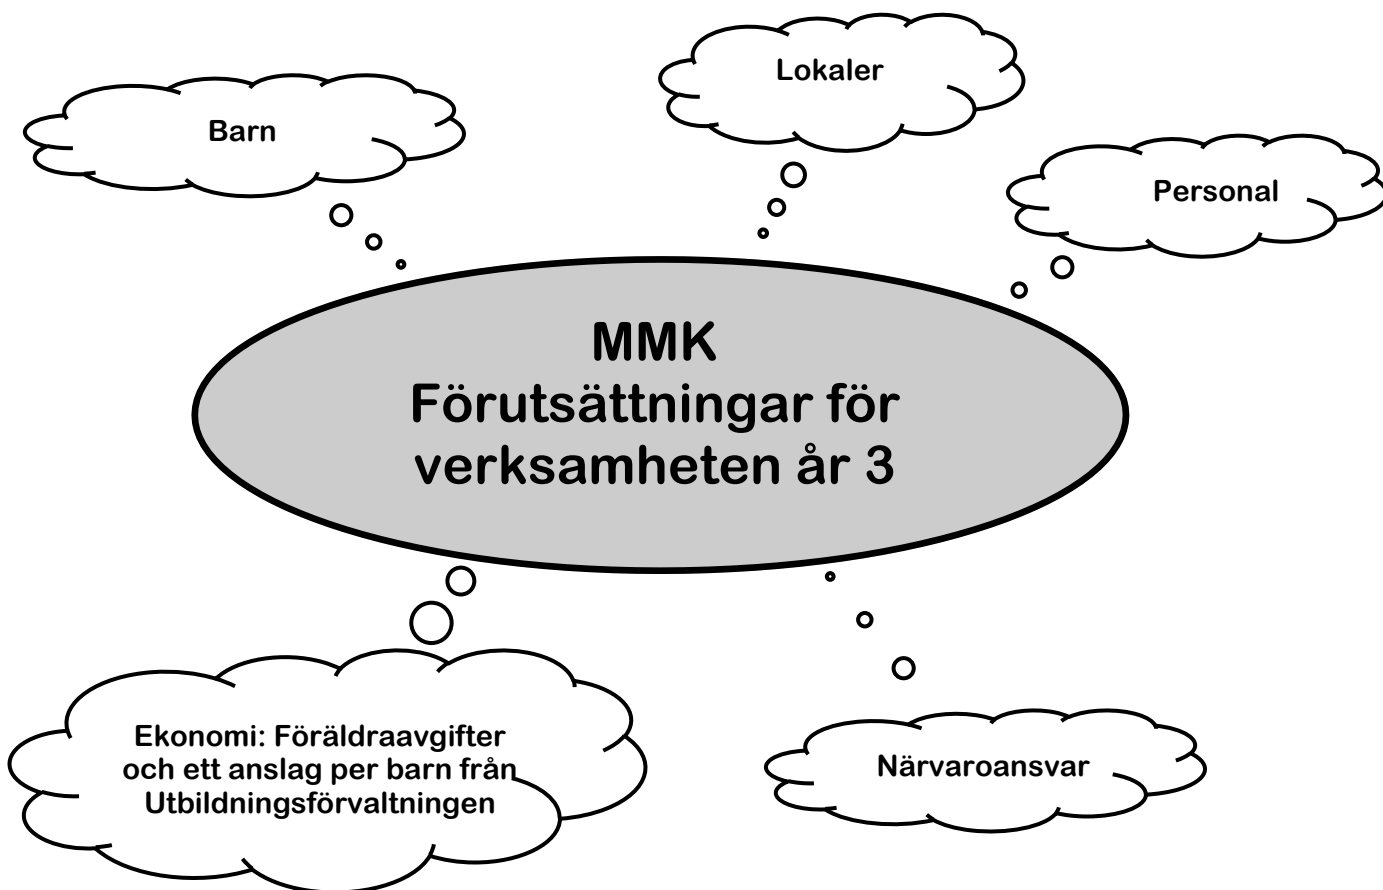 Lokaler
Barn
Personal
MMK
Förutsättningar för
verksamheten år 3
Ekonomi: Föräldraavgifter
och ett anslag per barn från
Utbildningsförvaltningen
Närvaroansvar